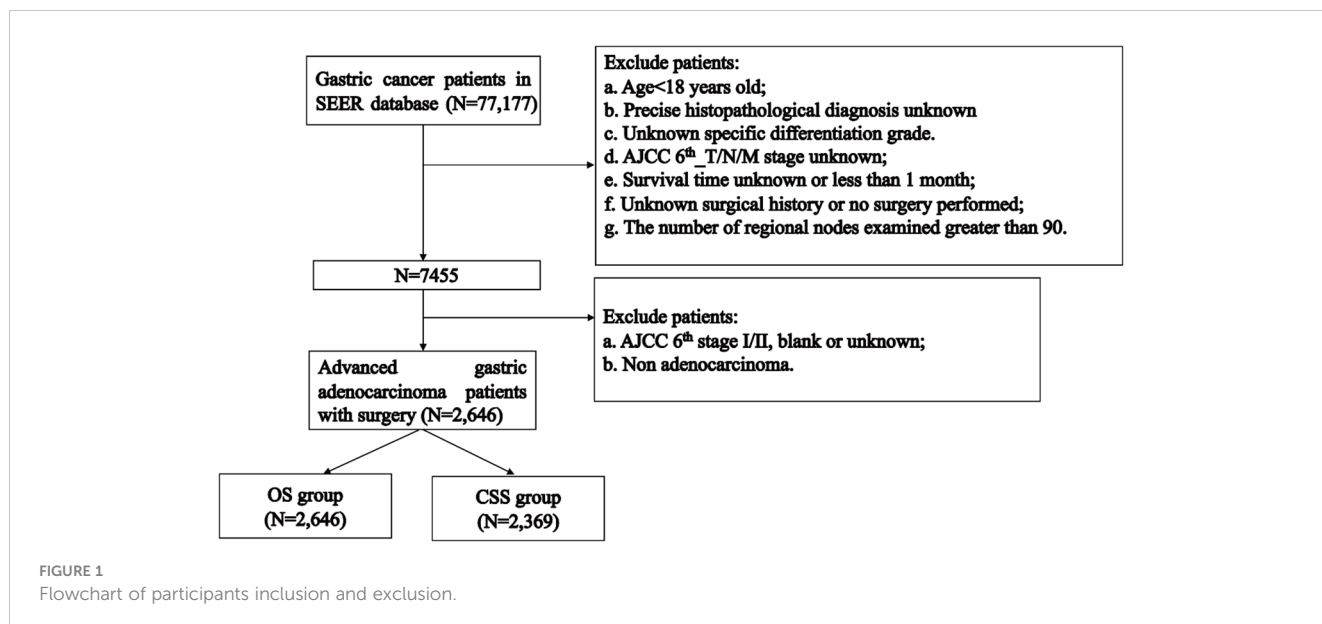 Gastric cancer patients in
SEER database (N=77,177)
Exclude patients:
a. Age<18 years old;
b. Precise histopathological diagnosis unknown
c. Unknown specific differentiation grade.
d. AJCC 6th_T/N/M stage unknown;
e. Survival time unknown or less than 1 month;
f. Unknown surgical history or no surgery performed;
g. The number of regional nodes examined greater than 90.
N=7455
Exclude patients:
a. AJCC 6th stage I/II, blank or unknown;
b. Non adenocarcinoma.
Advanced gastric
adenocarcinoma patients
with surgery (N=2,646)
OS group
(N=2,646)
CSS group
(N=2,369)
FIGURE 1
Flowchart of participants inclusion and exclusion.